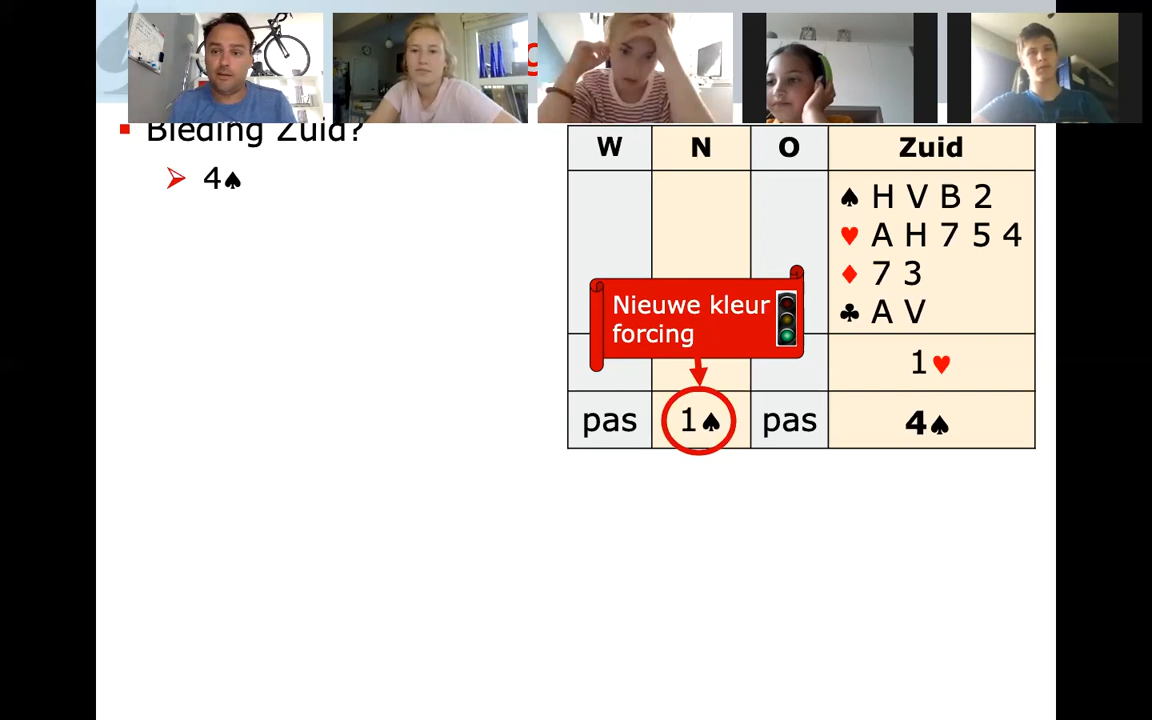 Bieding Zuid?
4♠
W N O Zuid
♠ H V B 2
♥ A H 7 5 4
♦ 7 3
♣ A V
Nieuwe kleur
forcing
1♥
pas 1♠ pas 4♠